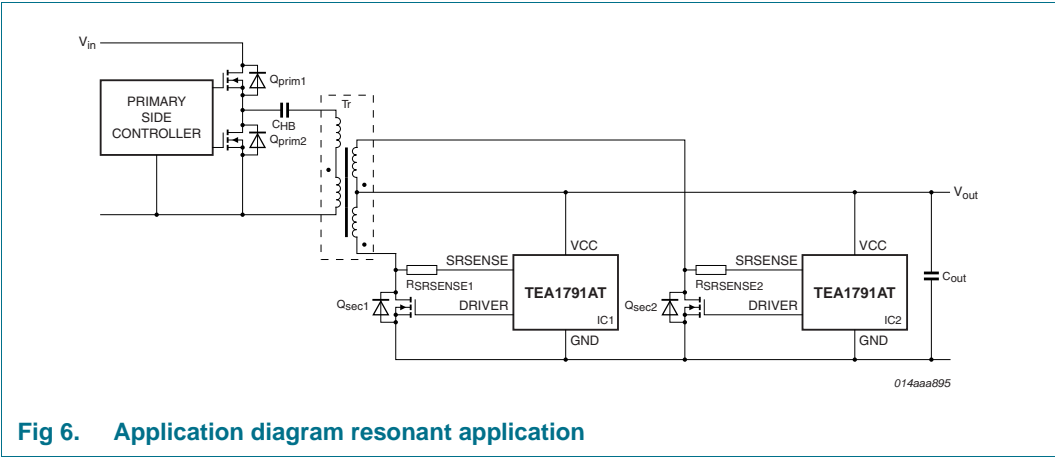 Vin
PRIMARY
SIDE
CONTROLLER
Qprim1
CHB
Qprim2
Tr
Vout
VCC
SRSENSE
RSRSENSE1
TEA1791AT
Qsec1
DRIVER
IC1
GND
VCC
SRSENSE
RSRSENSE2
TEA1791AT
Qsec2
DRIVER
IC2
GND
Cout
014aaa895
Fig 6. Application diagram resonant application